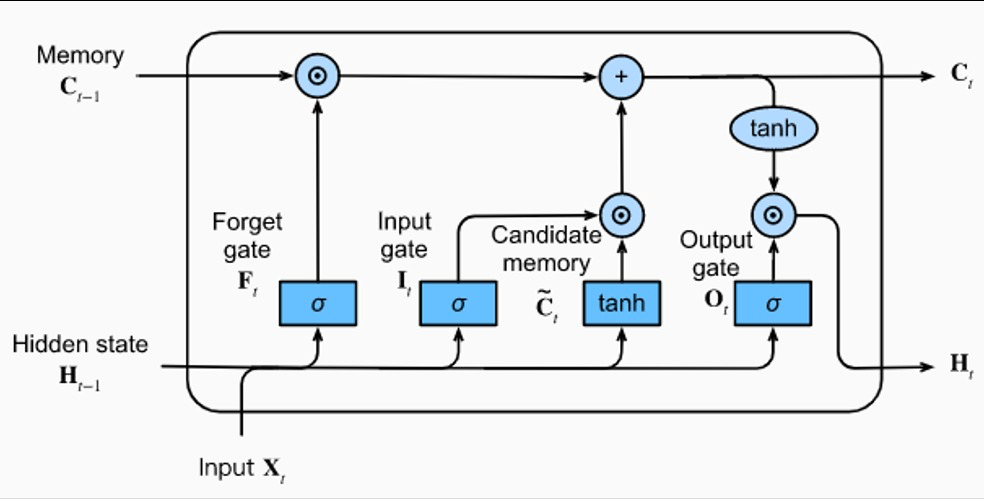 Memory
C_{t-1}
⊙
+
C_t
tanh
Forget
gate
F_t
Input
gate
I_t
⊙
Candidate
memory
C̃_t
Output
gate
O_t
⊙
σ
σ
tanh
σ
Hidden state
H_{t-1}
H_t
Input X_t